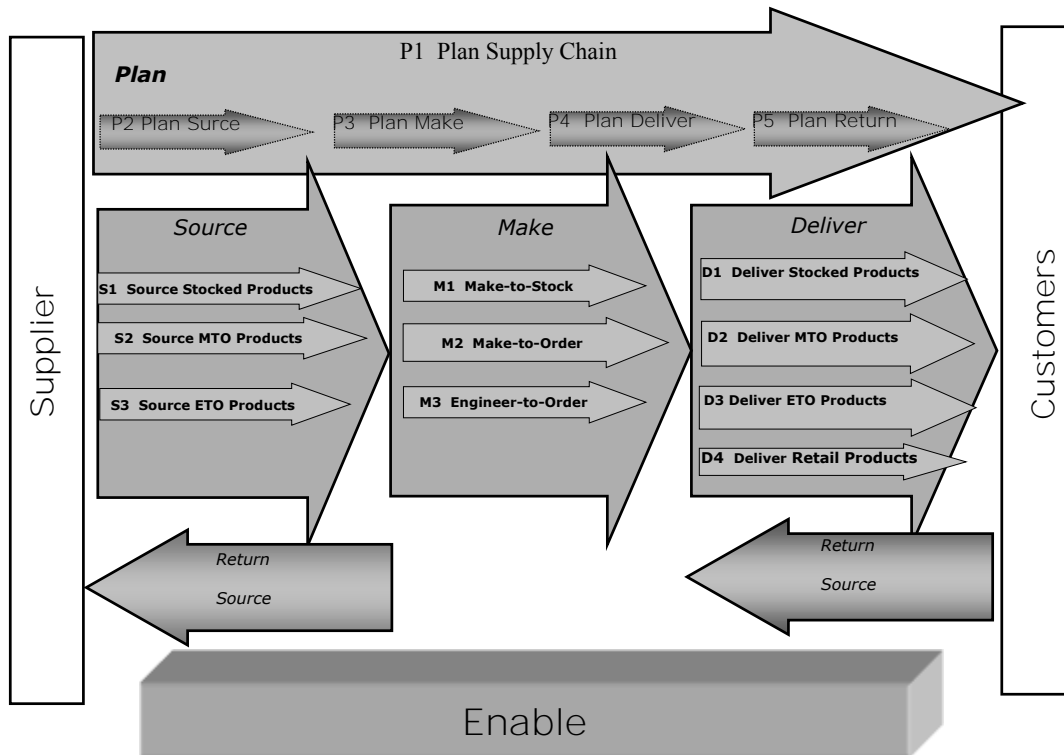 P1 Plan Supply Chain
Plan
P2 Plan Surce
P3 Plan Make
P4 Plan Deliver
P5 Plan Return
Supplier
Source
S1 Source Stocked Products
S2 Source MTO Products
S3 Source ETO Products
Make
M1 Make-to-Stock
M2 Make-to-Order
M3 Engineer-to-Order
Deliver
D1 Deliver Stocked Products
D2 Deliver MTO Products
D3 Deliver ETO Products
D4 Deliver Retail Products
Customers
Return
Source
Return
Source
Enable